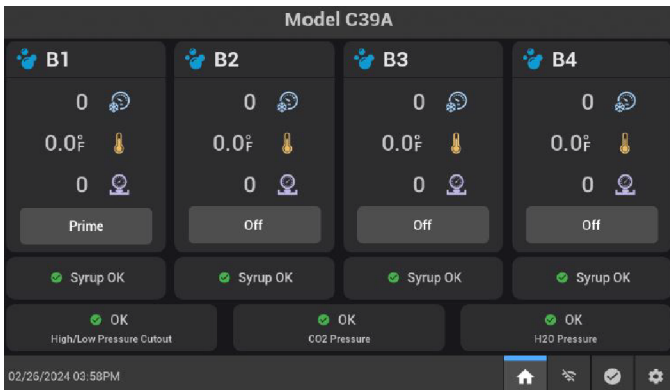 Model C39A
B1 B2 B3 B4
0 0 0 0
0.0°F 0.0°F 0.0°F 0.0°F
0 0 0 0
Prime Off Off Off
Syrup OK Syrup OK Syrup OK Syrup OK
OK OK OK
High/Low Pressure Cutout CO2 Pressure H20 Pressure
02/26/2024 03:58PM